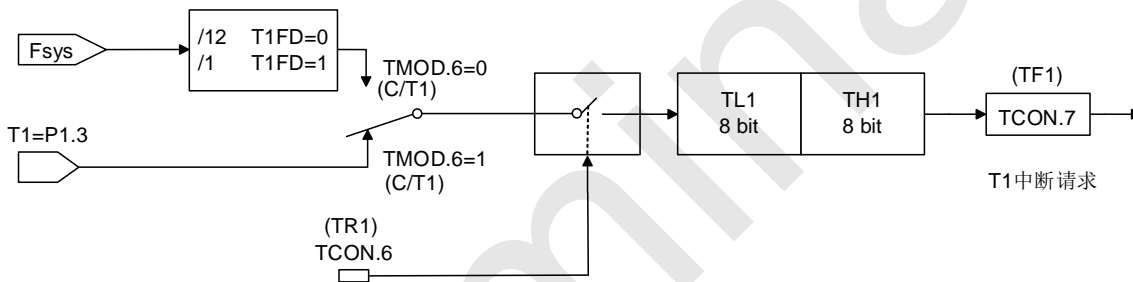 Fsys
/12 T1FD=0
/1 T1FD=1
TMOD.6=0
(C/T1)
T1=P1.3
TMOD.6=1
(C/T1)
(TR1)
TCON.6
TL1
8 bit
TH1
8 bit
(TF1)
TCON.7
T1中断请求